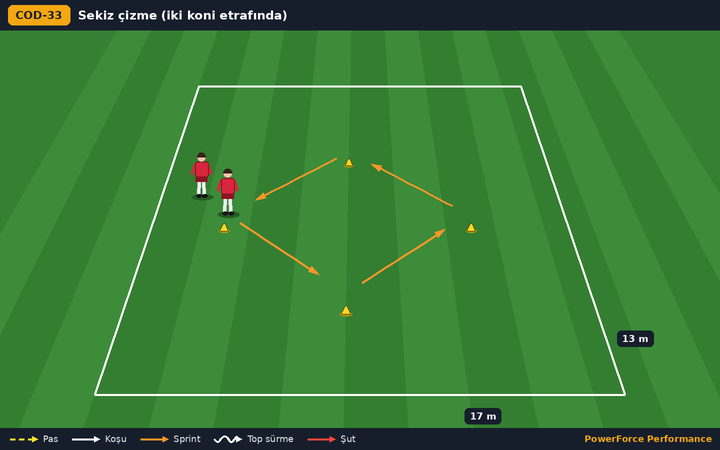 COD-33 Sekiz çizme (iki koni etrafında)
13 m
17 m
Pas Koşu Sprint Top sürme Şut PowerForce Performance